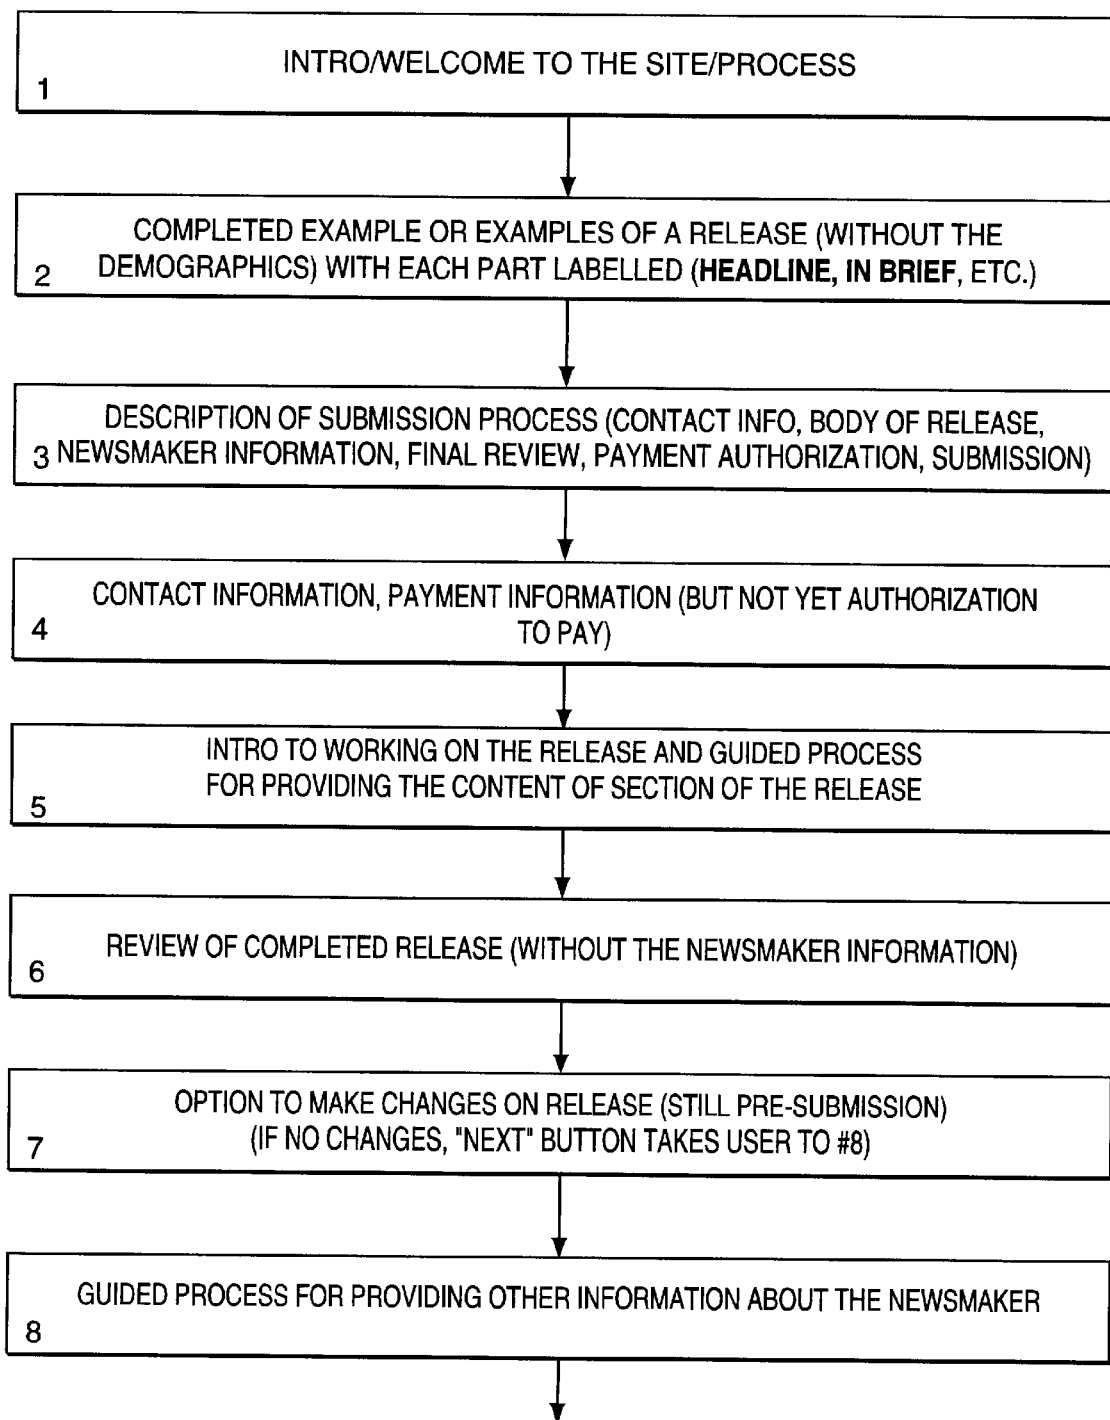 INTRO/WELCOME TO THE SITE/PROCESS
1
COMPLETED EXAMPLE OR EXAMPLES OF A RELEASE (WITHOUT THE
DEMOGRAPHICS) WITH EACH PART LABELLED (HEADLINE, IN BRIEF, ETC.)
2
DESCRIPTION OF SUBMISSION PROCESS (CONTACT INFO, BODY OF RELEASE,
3 NEWSMAKER INFORMATION, FINAL REVIEW, PAYMENT AUTHORIZATION, SUBMISSION)
CONTACT INFORMATION, PAYMENT INFORMATION (BUT NOT YET AUTHORIZATION
4 TO PAY)
INTRO TO WORKING ON THE RELEASE AND GUIDED PROCESS
FOR PROVIDING THE CONTENT OF SECTION OF THE RELEASE
5
REVIEW OF COMPLETED RELEASE (WITHOUT THE NEWSMAKER INFORMATION)
6
OPTION TO MAKE CHANGES ON RELEASE (STILL PRE-SUBMISSION)
7 (IF NO CHANGES, "NEXT" BUTTON TAKES USER TO #8)
GUIDED PROCESS FOR PROVIDING OTHER INFORMATION ABOUT THE NEWSMAKER
8